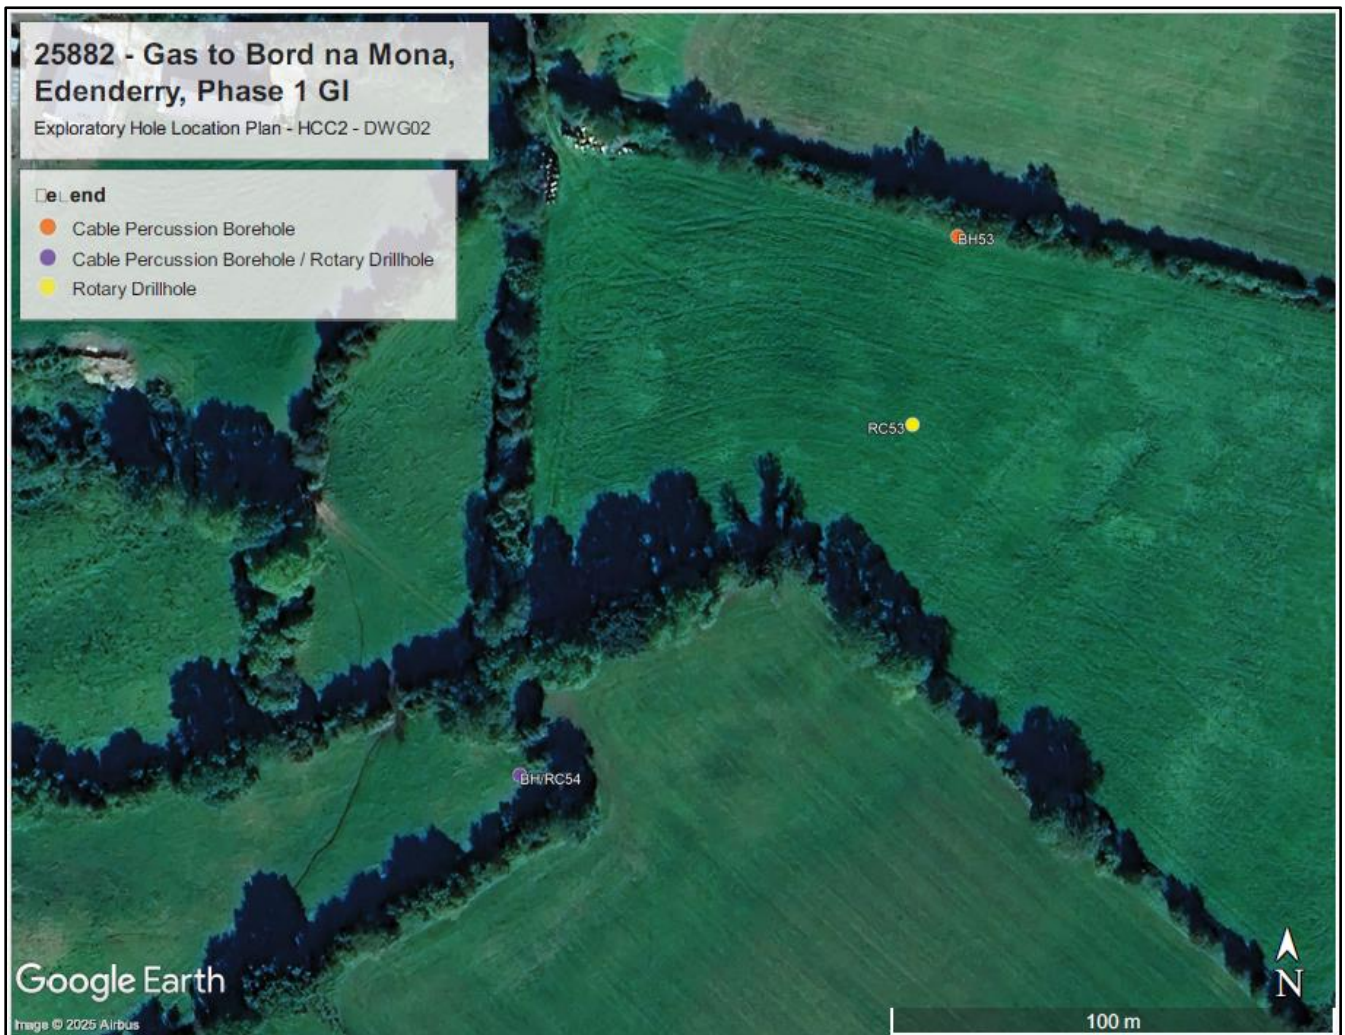 25882 - Gas to Bord na Mona,
Edenderry, Phase 1 GI
Exploratory Hole Location Plan - HCC2 - DWG02
□e∟end
Cable Percussion Borehole
Cable Percussion Borehole / Rotary Drillhole
Rotary Drillhole
BH53
RC53
BH/RC54
Google Earth
Image © 2025 Airbus
N
100 m